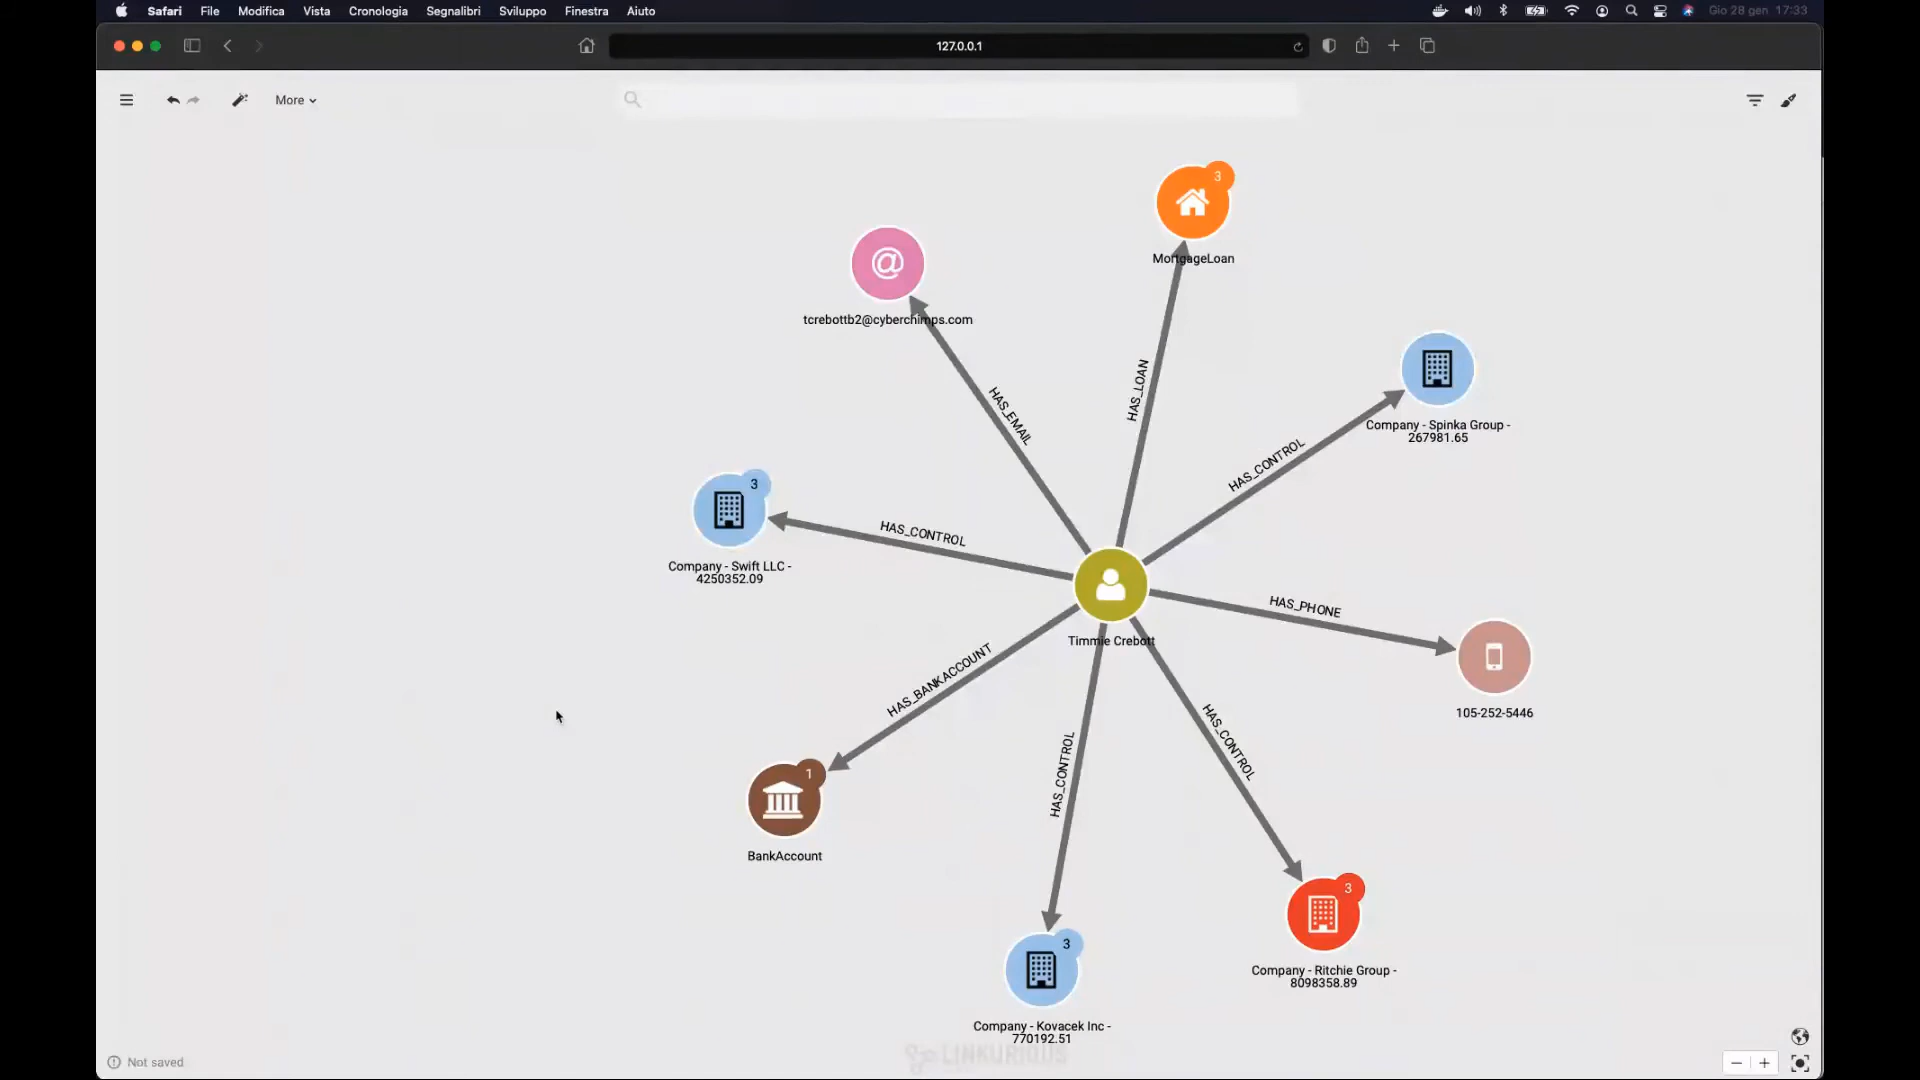 Safari File Modifica Vista Cronologia Segnalibri Sviluppo Finestra Aiuto Gio 28 gen 17:33
127.0.0.1
More
3
MortgageLoan
@
tcrebottb2@cyberchimps.com
HAS_LOAN
HAS_EMAIL
Company - Spinka Group -
267981.65
HAS_CONTROL
3
Company - Swift LLC -
4250352.09
HAS_CONTROL
Timmie Crebott
HAS_PHONE
105-252-5446
HAS_BANKACCOUNT
1
BankAccount
HAS_CONTROL
HAS_CONTROL
3
Company - Ritchie Group -
8098358.89
3
Company - Kovacek Inc -
770192.51
LINKURIOUS
Not saved